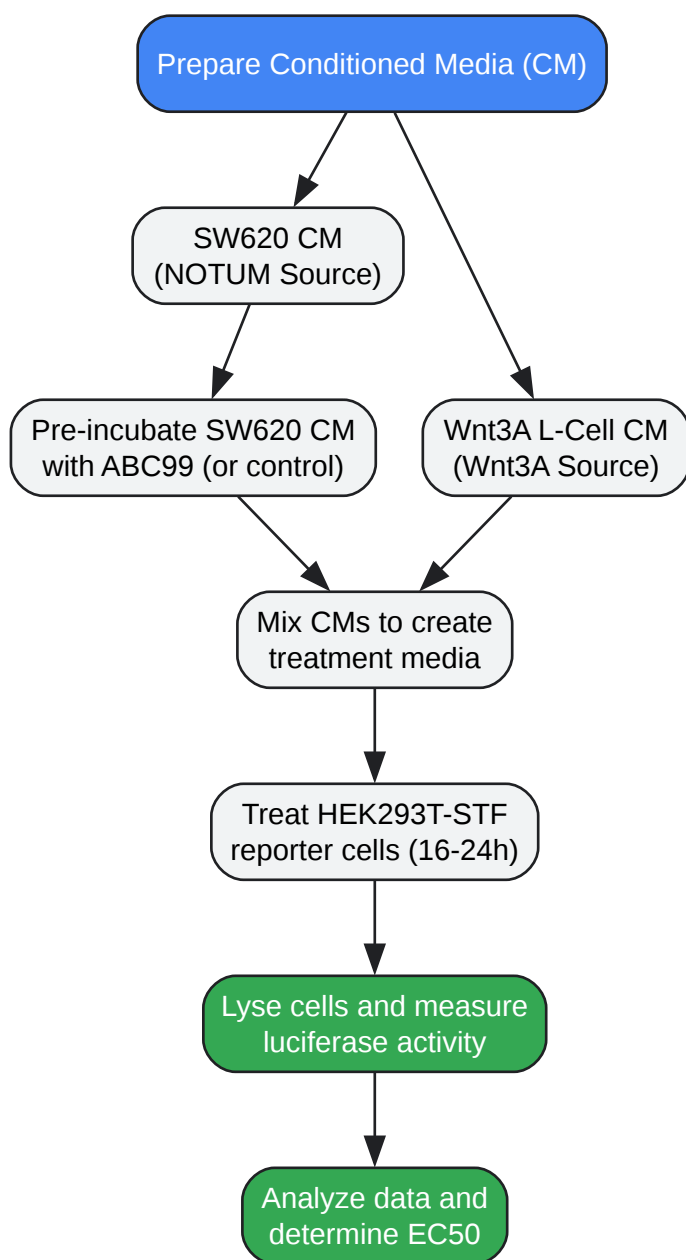 Prepare Conditioned Media (CM)
SW620 CM
(NOTUM Source)
Pre-incubate SW620 CM
with ABC99 (or control)
Wnt3A L-Cell CM
(Wnt3A Source)
Mix CMs to create
treatment media
Treat HEK293T-STF
reporter cells (16-24h)
Lyse cells and measure
luciferase activity
Analyze data and
determine EC50